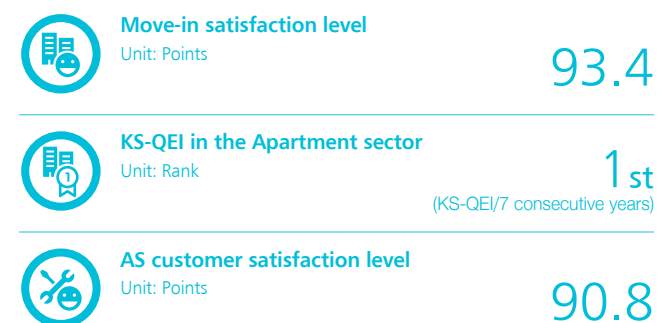 Move-in satisfaction level
Unit: Points
93.4
KS-QEI in the Apartment sector
Unit: Rank
1
1st
(KS-QEI/7 consecutive years)
AS customer satisfaction level
Unit: Points
90.8